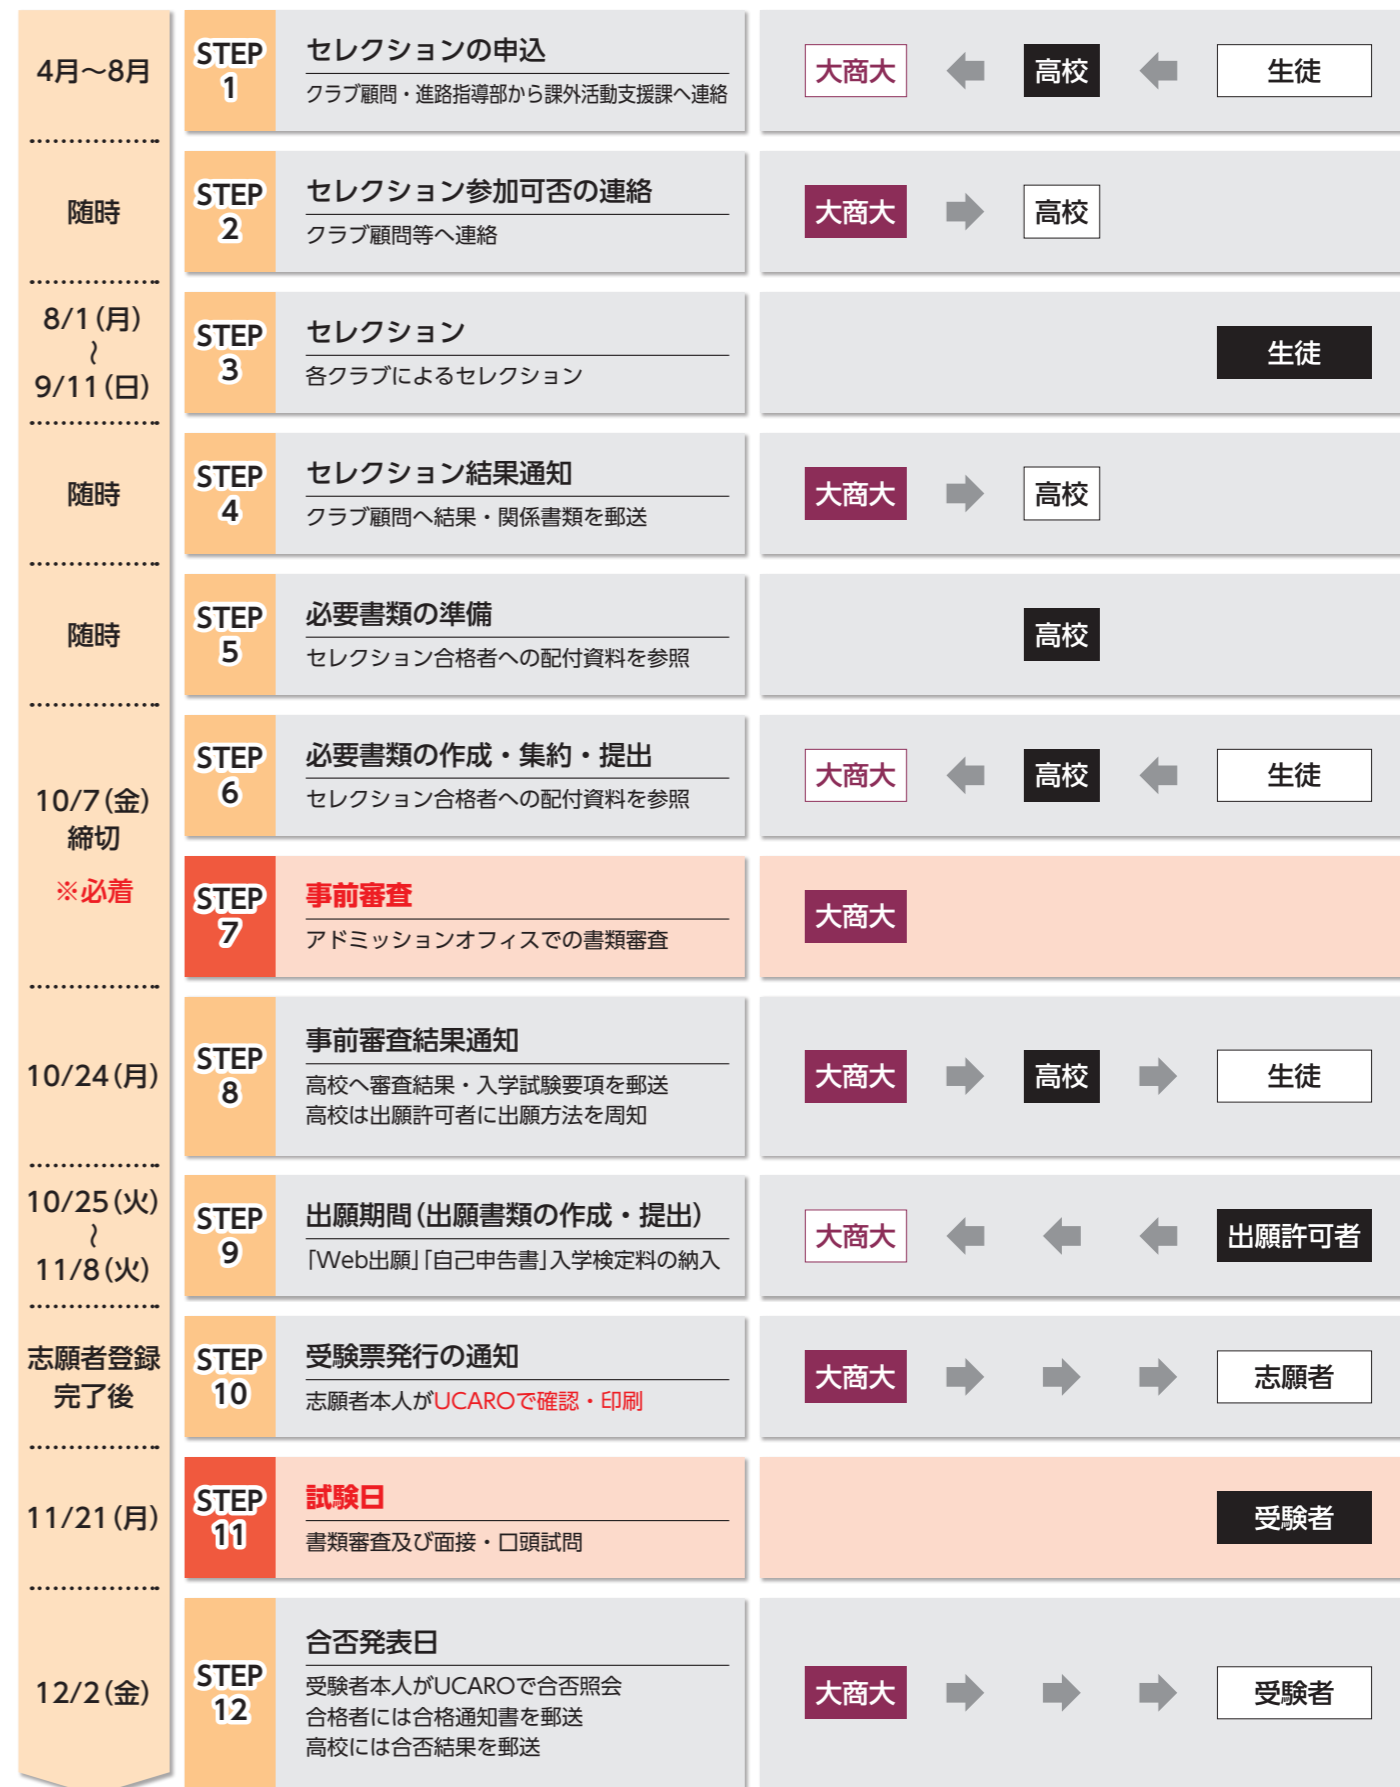 4月～8月
STEP
1
セレクションの申込
クラブ顧問・進路指導部から課外活動支援課へ連絡
大商大
高校
生徒
随時
STEP
2
セレクション参加可否の連絡
クラブ顧問等へ連絡
大商大
高校
8/1(月)
～
9/11(日)
STEP
3
セレクション
各クラブによるセレクション
生徒
随時
STEP
4
セレクション結果通知
クラブ顧問へ結果・関係書類を郵送
大商大
高校
随時
STEP
5
必要書類の準備
セレクション合格者への配付資料を参照
高校
10/7(金)
締切
※必着
STEP
6
必要書類の作成・集約・提出
セレクション合格者への配付資料を参照
大商大
高校
生徒
STEP
7
事前審査
アドミッションオフィスでの書類審査
大商大
10/24(月)
STEP
8
事前審査結果通知
高校へ審査結果・入学試験要項を郵送
高校は出願許可者に出願方法を周知
大商大
高校
生徒
10/25(火)
～
11/8(火)
STEP
9
出願期間(出願書類の作成・提出)
「Web出願」「自己申告書」入学検定料の納入
大商大
出願許可者
志願者登録
完了後
STEP
10
受験票発行の通知
志願者本人がUCAROで確認・印刷
大商大
志願者
11/21(月)
STEP
11
試験日
書類審査及び面接・口頭試問
受験者
12/2(金)
STEP
12
合否発表日
受験者本人がUCAROで合否照会
合格者には合格通知書を郵送
高校には合否結果を郵送
大商大
受験者